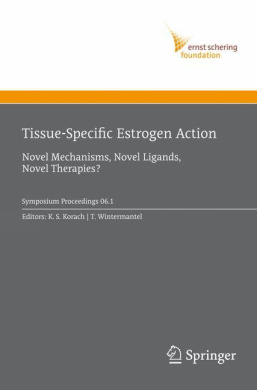 ernst schering
foundation
Tissue-Specific Estrogen Action
Novel Mechanisms, Novel Ligands,
Novel Therapies?
Symposium Proceedings 06.1
Editors: K. S. Korach | T. Wintermantel
Springer